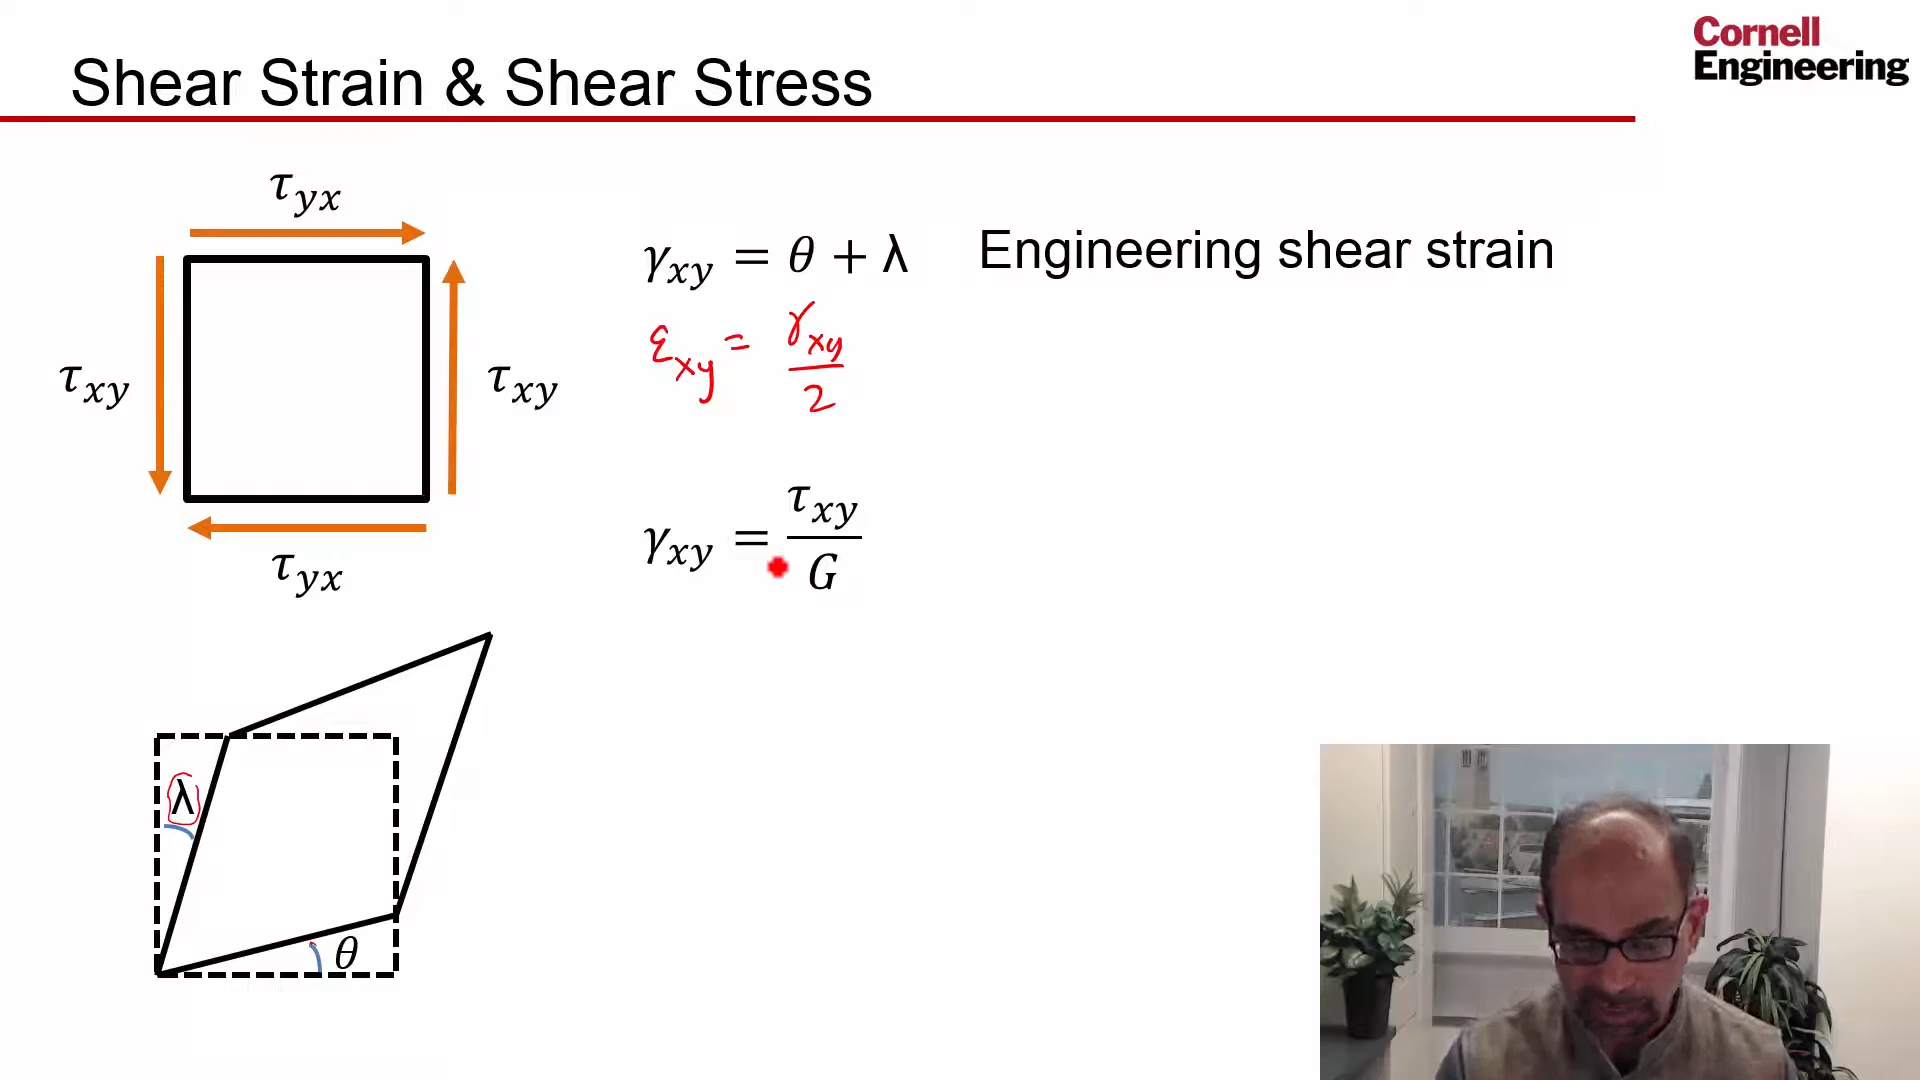 Cornell
Engineering
Shear Strain & Shear Stress
τyx
τxy
τxy
τyx
γxy = θ + λ
Engineering shear strain
εxy = γxy/2
γxy = τxy/G
λ
θ